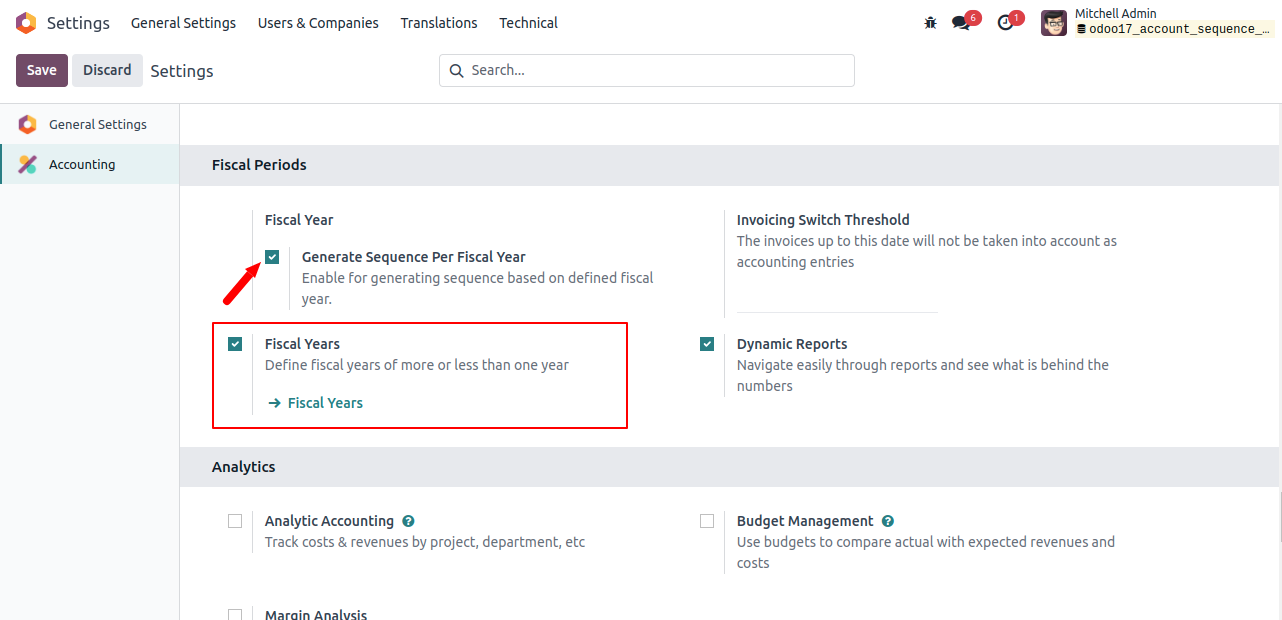 Settings General Settings Users & Companies Translations Technical 6 1 Mitchell Admin
odoo17_account_sequence_...
Save Discard Settings Search...
General Settings
Accounting
Fiscal Periods
Fiscal Year
Generate Sequence Per Fiscal Year
Enable for generating sequence based on defined fiscal
year.
Invoicing Switch Threshold
The invoices up to this date will not be taken into account as
accounting entries
Fiscal Years
Define fiscal years of more or less than one year
→ Fiscal Years
Dynamic Reports
Navigate easily through reports and see what is behind the
numbers
Analytics
Analytic Accounting ?
Track costs & revenues by project, department, etc
Budget Management ?
Use budgets to compare actual with expected revenues and
costs
Margin Analysis